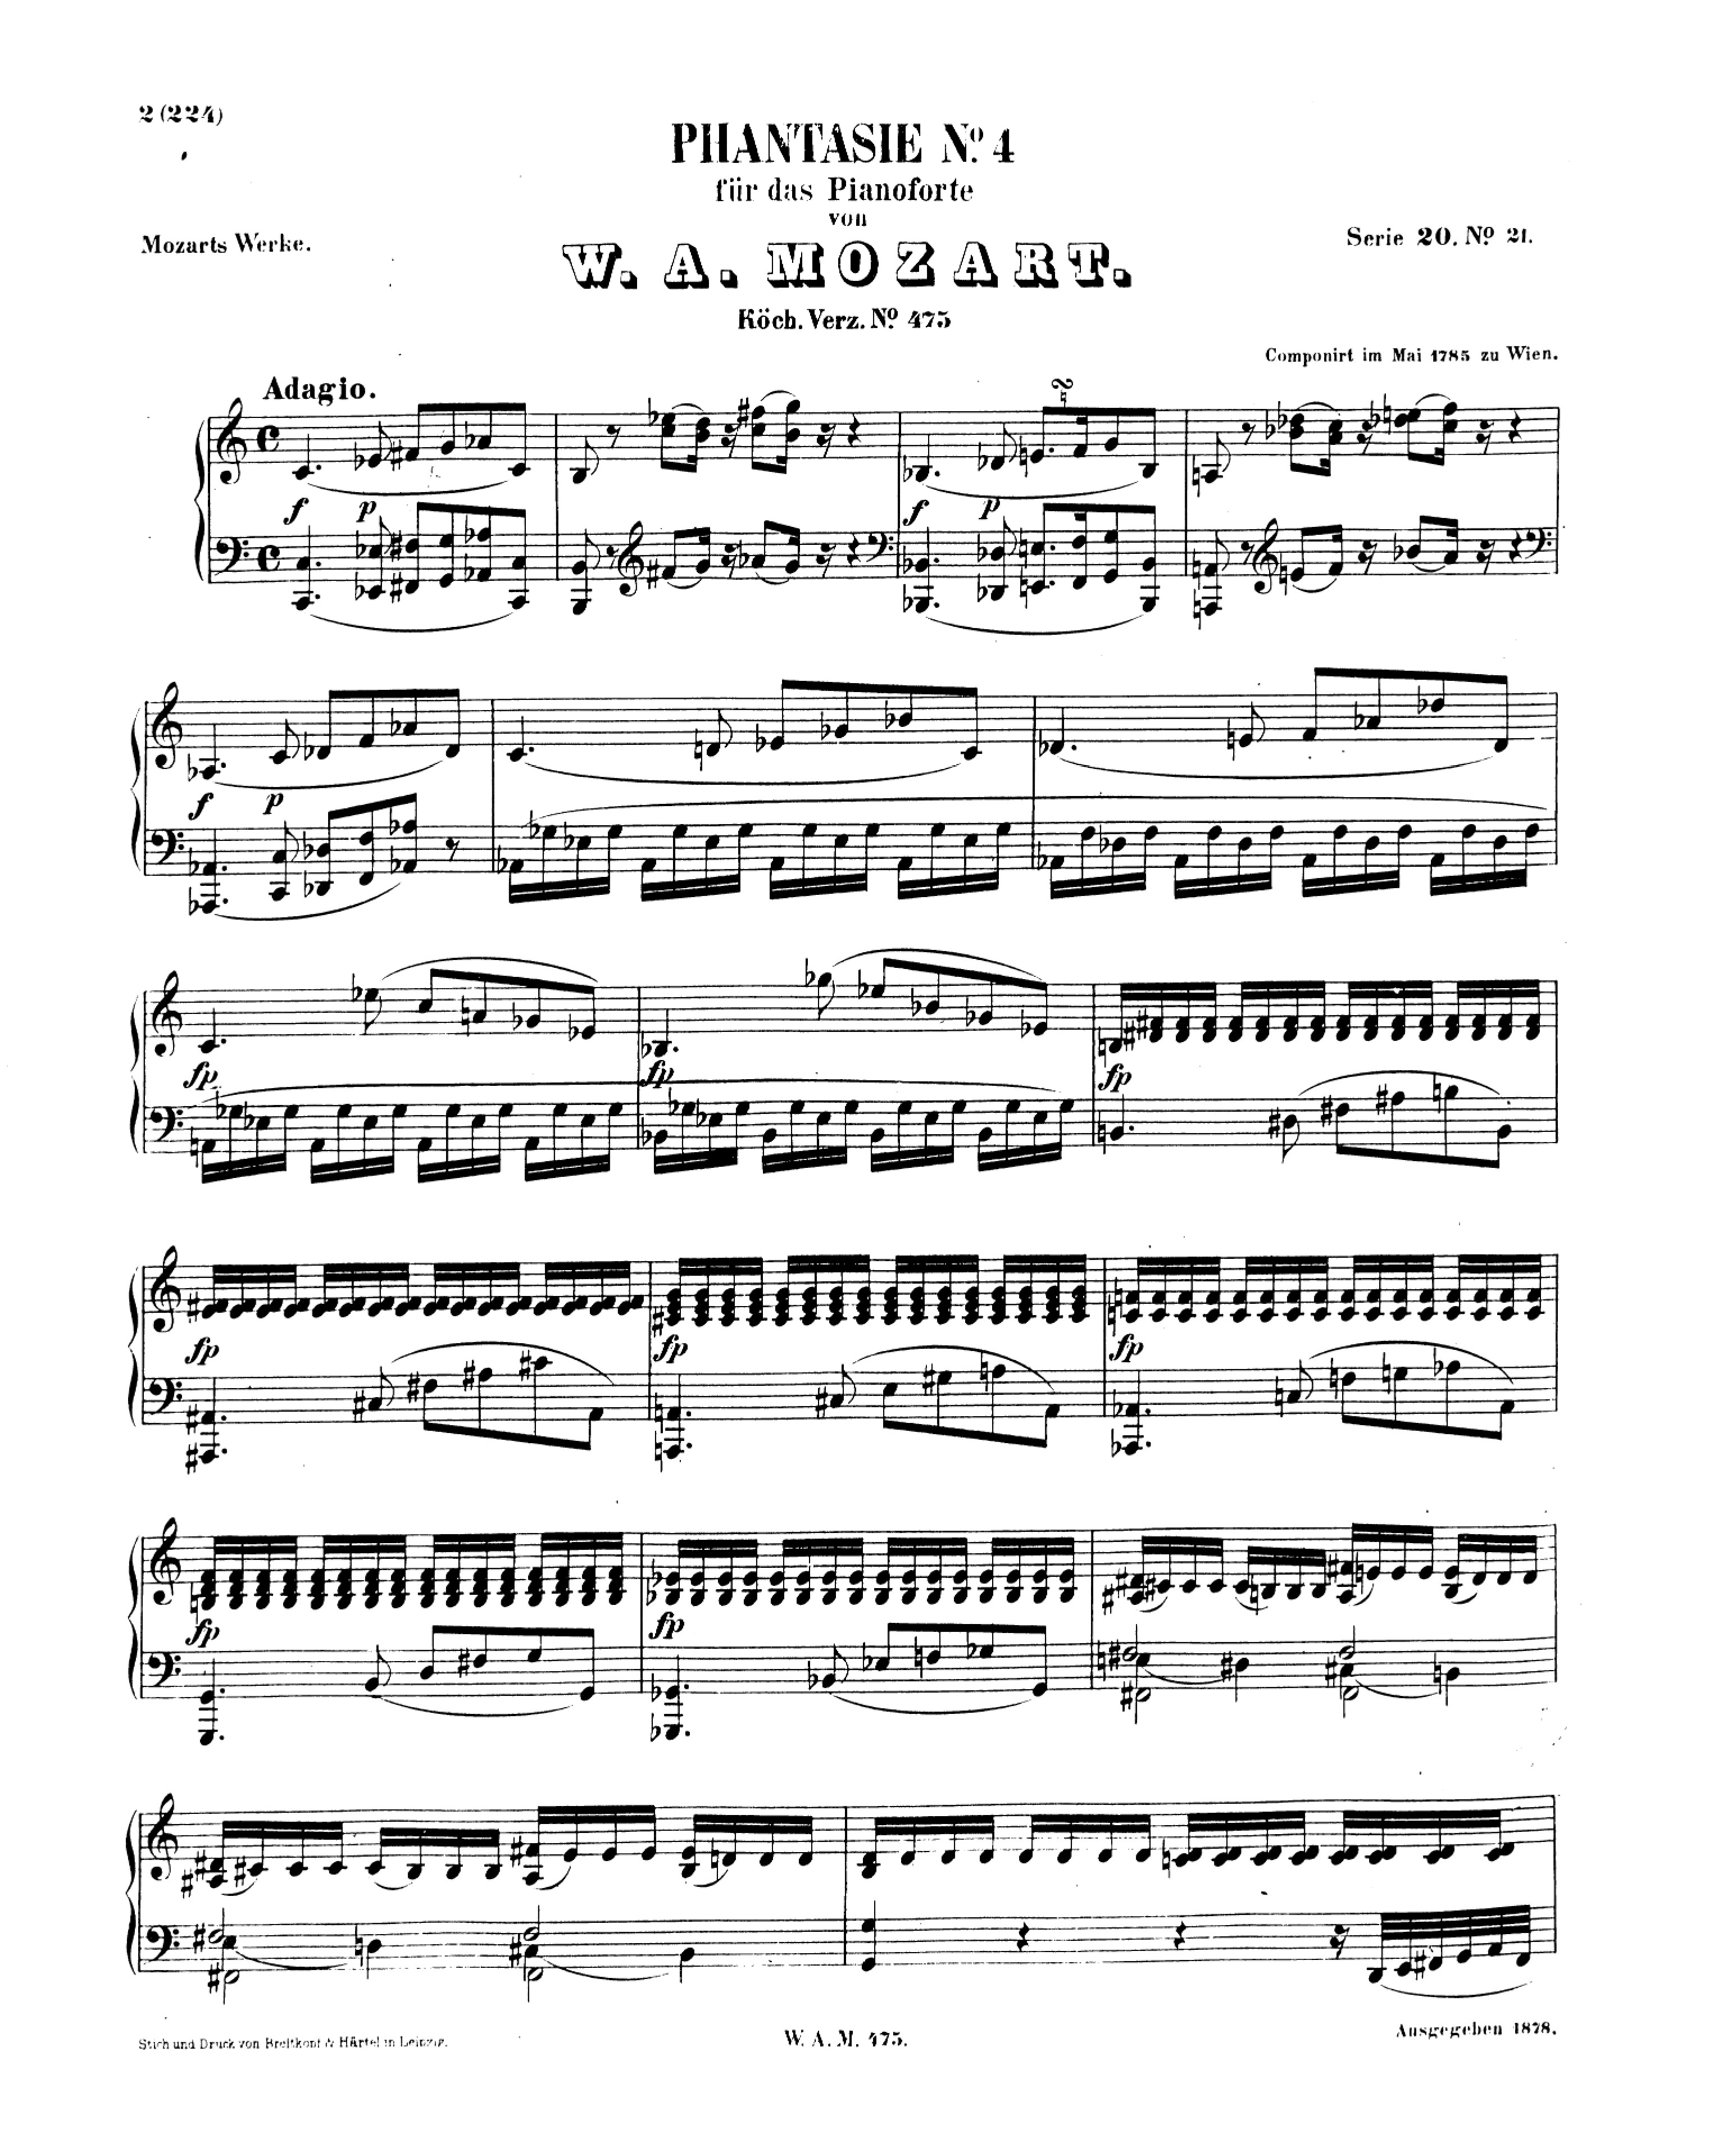 2 (224)
PHANTASIE Nº 4
für das Pianoforte
von
Mozarts Werke.
Serie 20. Nº 21.
W. A. MOZART.
Köch. Verz. Nº 475
Componirt im Mai 1785 zu Wien.
Adagio.
f p f p
f p
fp fp fp
fp fp fp
fp fp
Stich und Druck von Breitkopf & Härtel in Leipzig.
W. A. M. 475.
Ausgegeben 1878.